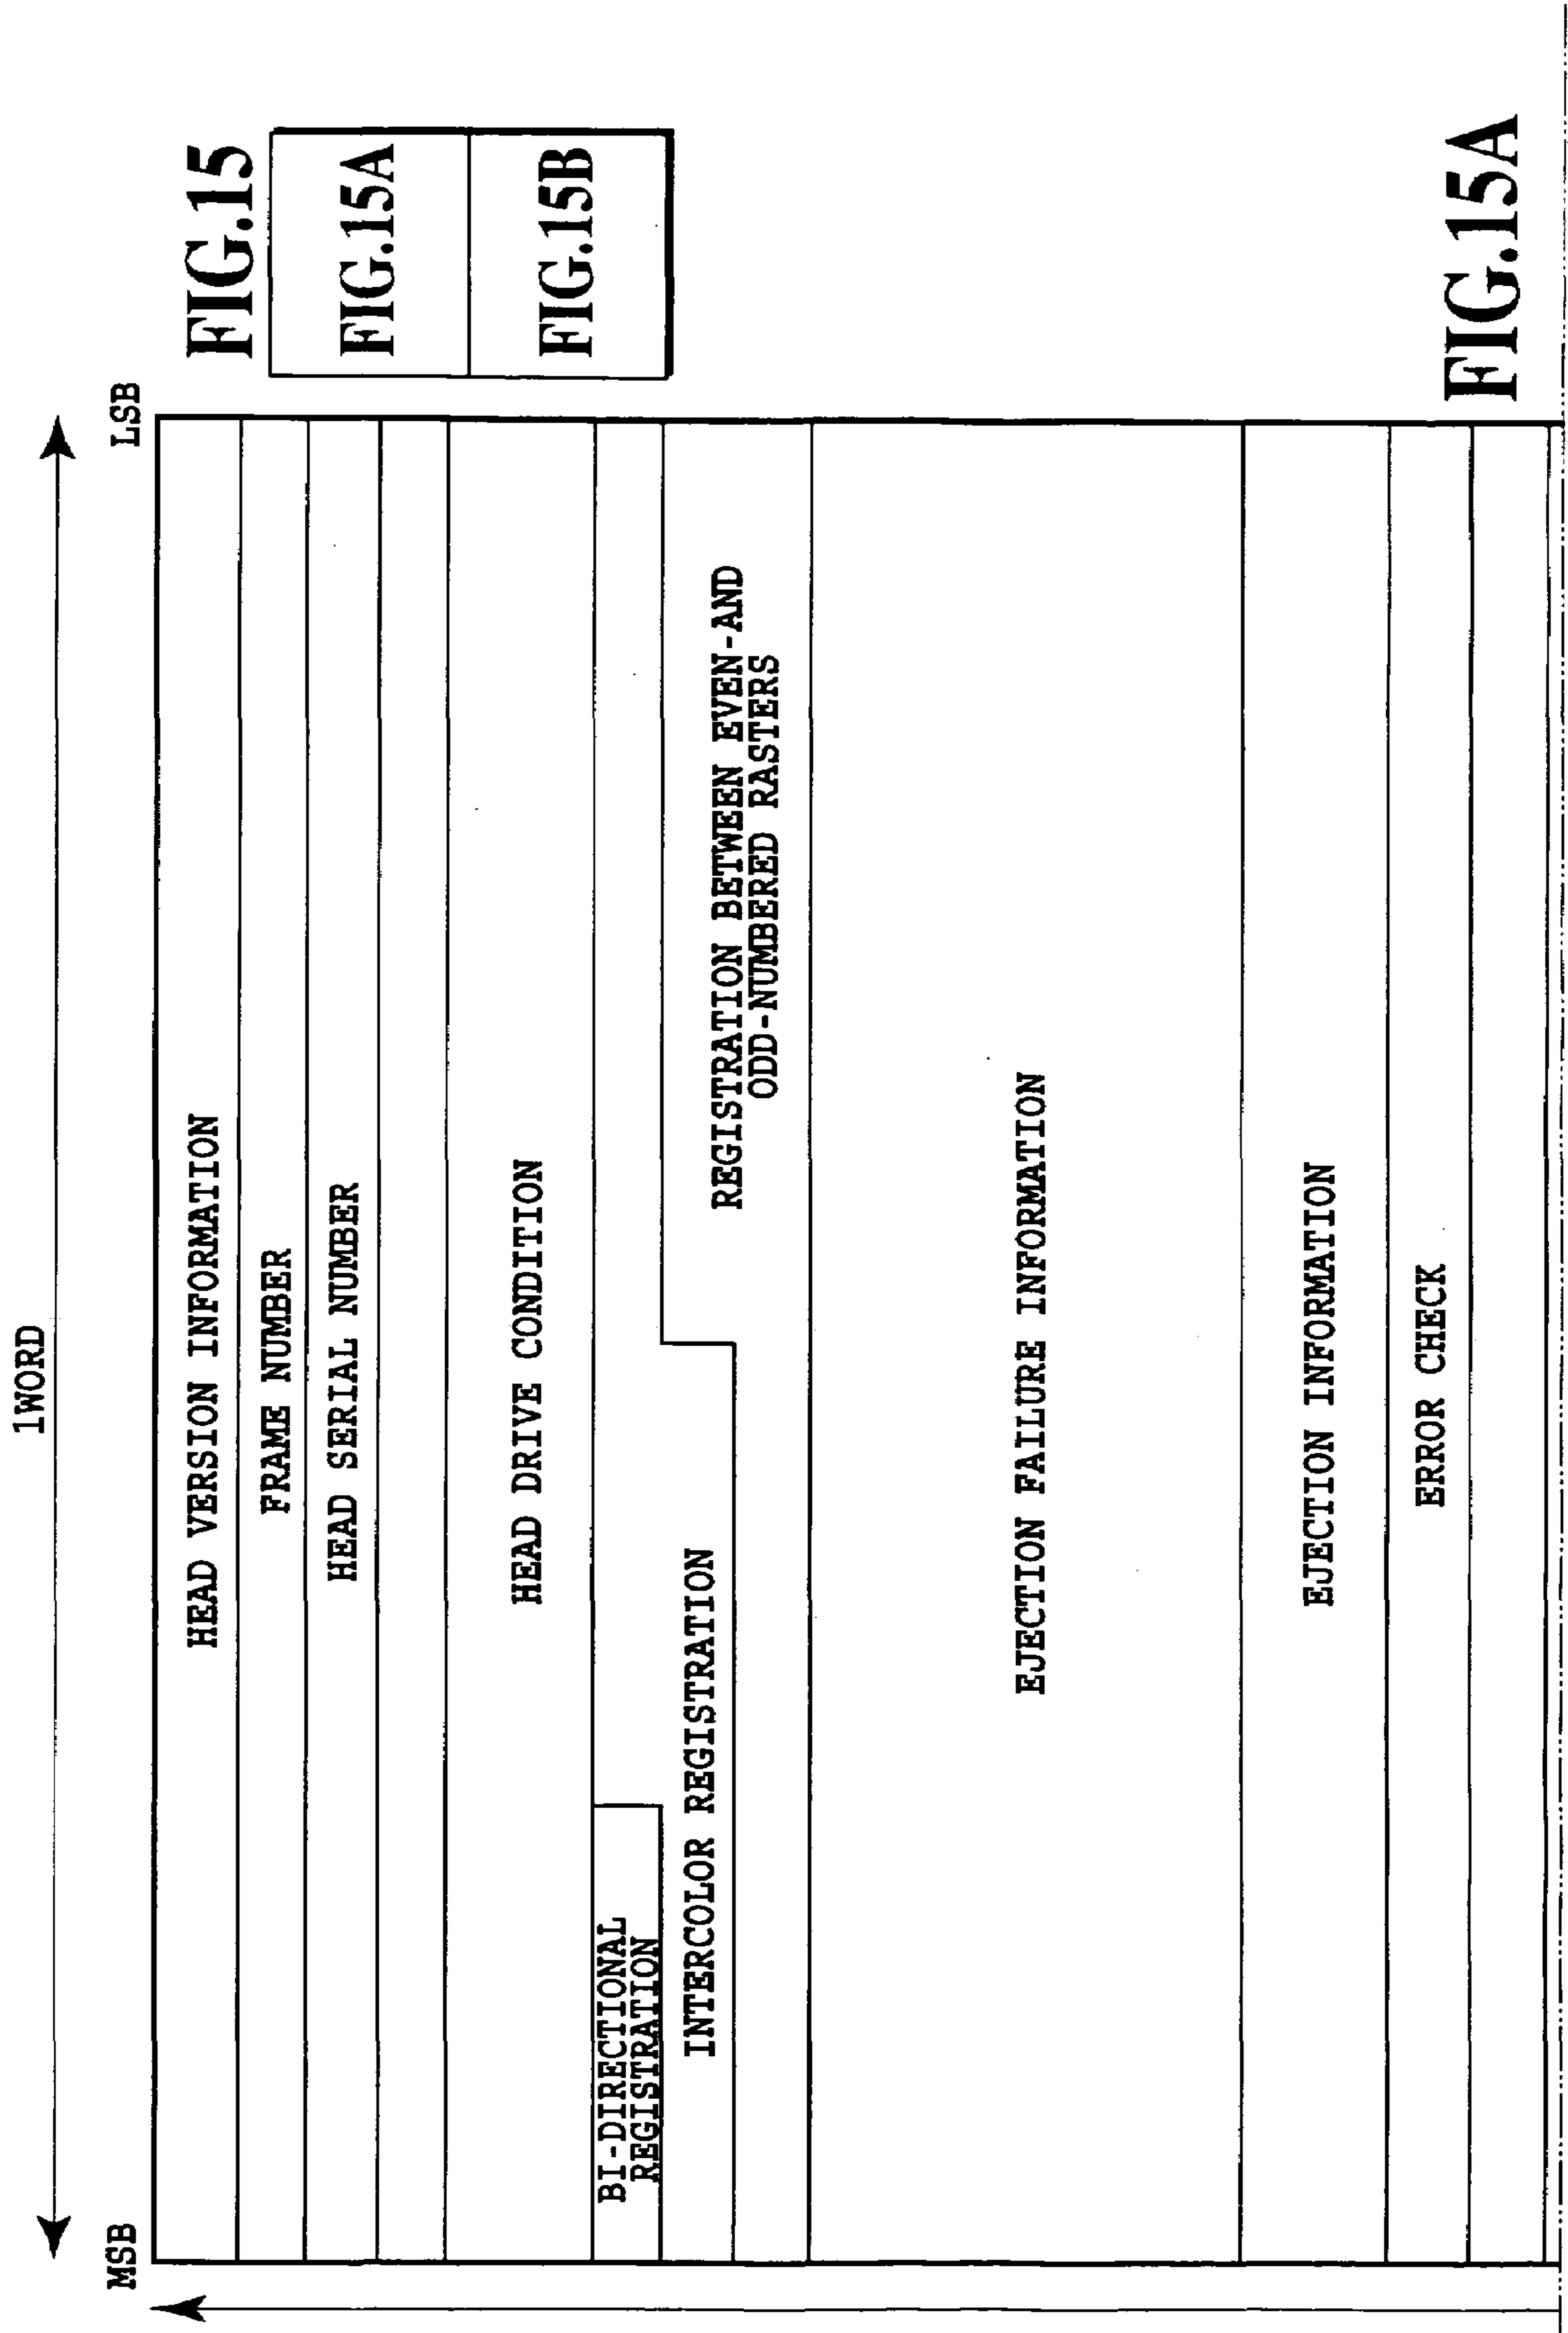 FIG.15
FIG.15A
FIG.15B
1WORD
MSB
LSB
HEAD VERSION INFORMATION
FRAME NUMBER
HEAD SERIAL NUMBER
HEAD DRIVE CONDITION
BI-DIRECTIONAL
REGISTRATION
INTERCOLOR REGISTRATION
REGISTRATION BETWEEN EVEN-AND
ODD-NUMBERED RASTERS
EJECTION FAILURE INFORMATION
EJECTION INFORMATION
ERROR CHECK
FIG.15A